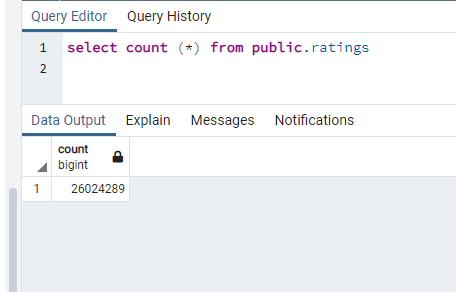 Query Editor Query History
1 select count (*) from public.ratings
2
Data Output Explain Messages Notifications
count
bigint
1 26024289